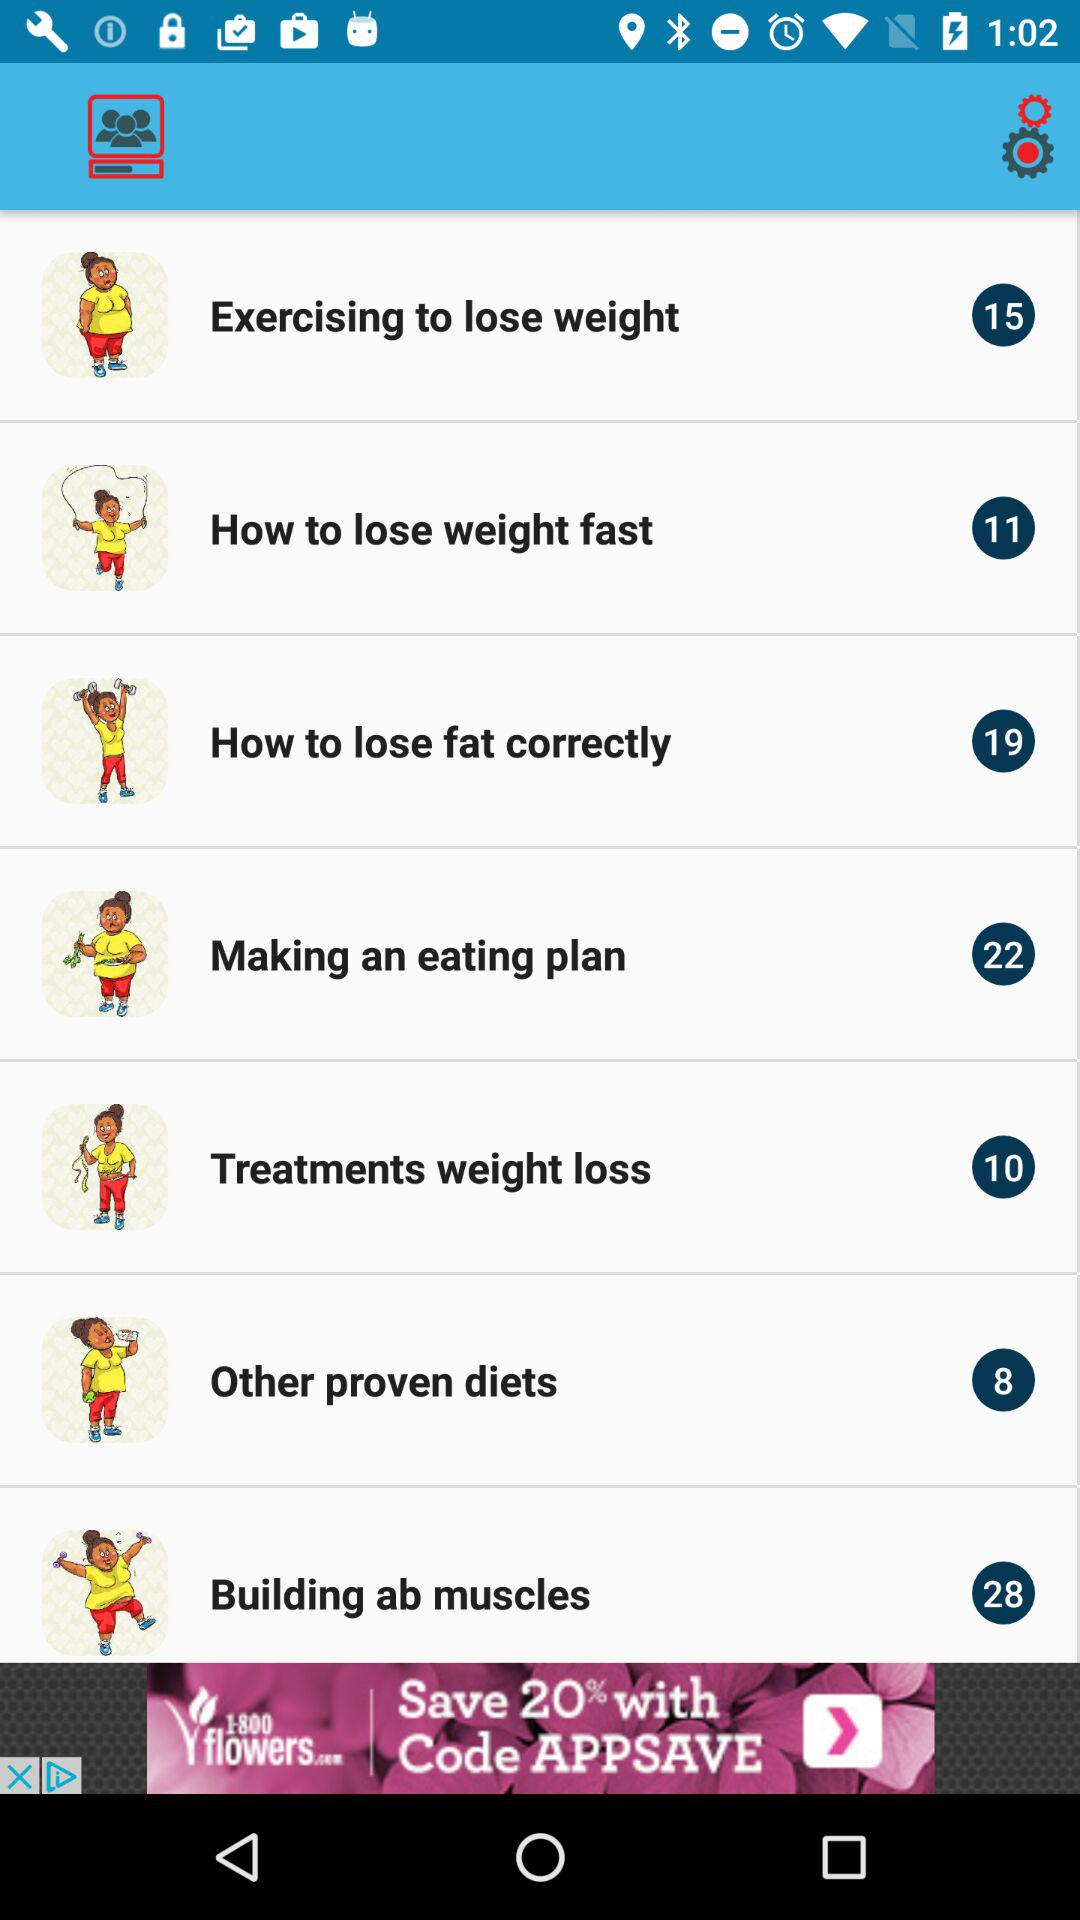 1:02
Exercising to lose weight 15
How to lose weight fast 11
How to lose fat correctly 19
Making an eating plan 22
Treatments weight loss 10
Other proven diets 8
Building ab muscles 28
1-800
flowers.com
Save 20% with
Code APPSAVE